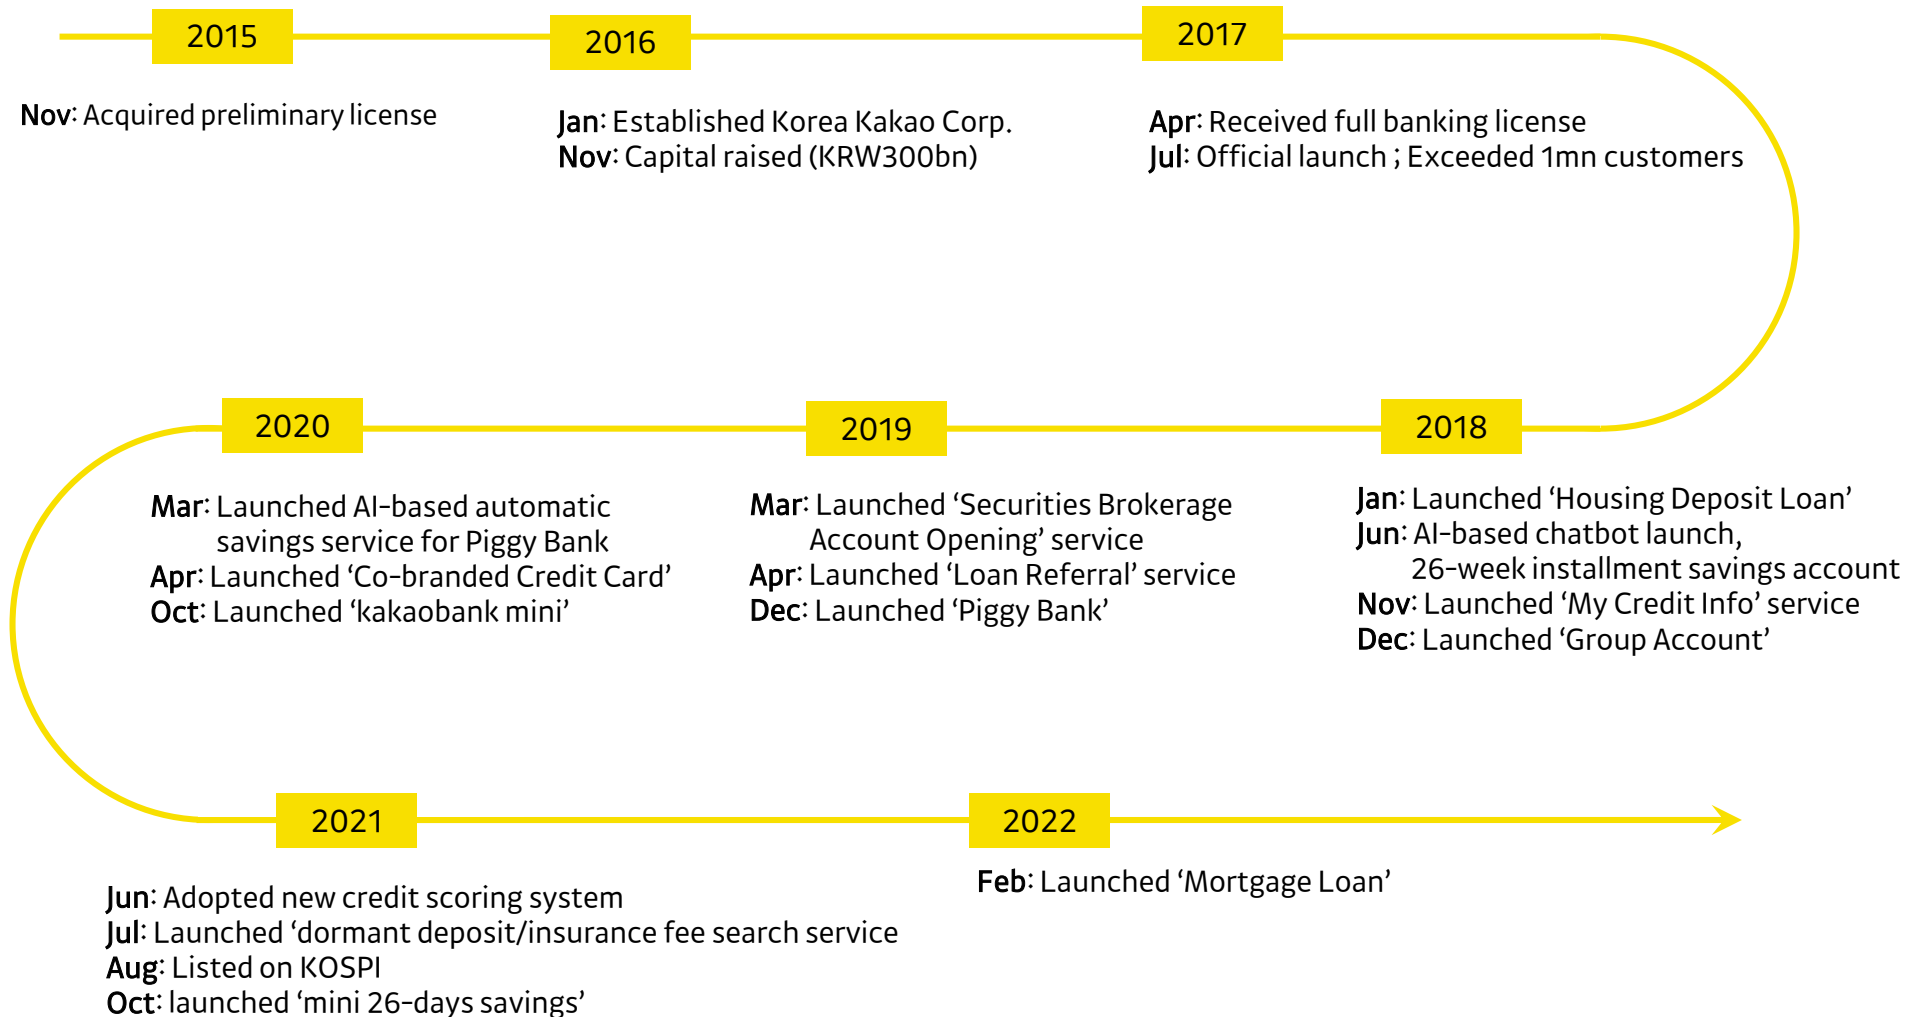 2015
Nov: Acquired preliminary license
2016
Jan: Established Korea Kakao Corp.
Nov: Capital raised (KRW300bn)
2017
Apr: Received full banking license
Jul: Official launch ; Exceeded 1mn customers
2018
Jan: Launched ‘Housing Deposit Loan’
Jun: AI-based chatbot launch,
26-week installment savings account
Nov: Launched ‘My Credit Info’ service
Dec: Launched ‘Group Account’
2019
Mar: Launched ‘Securities Brokerage
Account Opening’ service
Apr: Launched ‘Loan Referral’ service
Dec: Launched ‘Piggy Bank’
2020
Mar: Launched AI-based automatic
savings service for Piggy Bank
Apr: Launched ‘Co-branded Credit Card’
Oct: Launched ‘kakaobank mini’
2021
Jun: Adopted new credit scoring system
Jul: Launched ‘dormant deposit/insurance fee search service
Aug: Listed on KOSPI
Oct: launched ‘mini 26-days savings’
2022
Feb: Launched ‘Mortgage Loan’